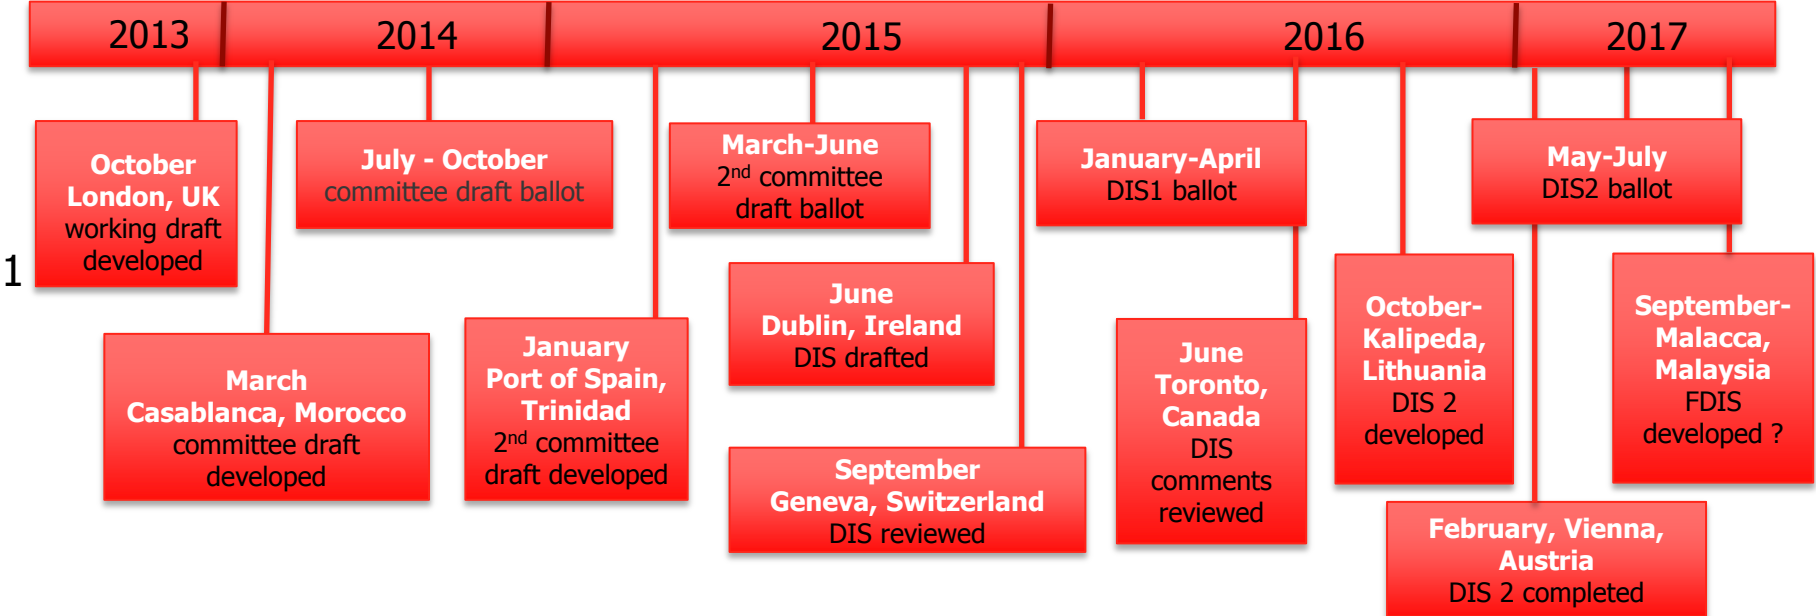 2013
2014
2015
2016
2017
October
London, UK
working draft
developed
1
March
Casablanca, Morocco
committee draft
developed
July - October
committee draft ballot
January
Port of Spain,
Trinidad
2nd committee
draft developed
March-June
2nd committee
draft ballot
June
Dublin, Ireland
DIS drafted
September
Geneva, Switzerland
DIS reviewed
January-April
DIS1 ballot
June
Toronto,
Canada
DIS
comments
reviewed
October-
Kalipeda,
Lithuania
DIS 2
developed
February, Vienna,
Austria
DIS 2 completed
May-July
DIS2 ballot
September-
Malacca,
Malaysia
FDIS
developed ?